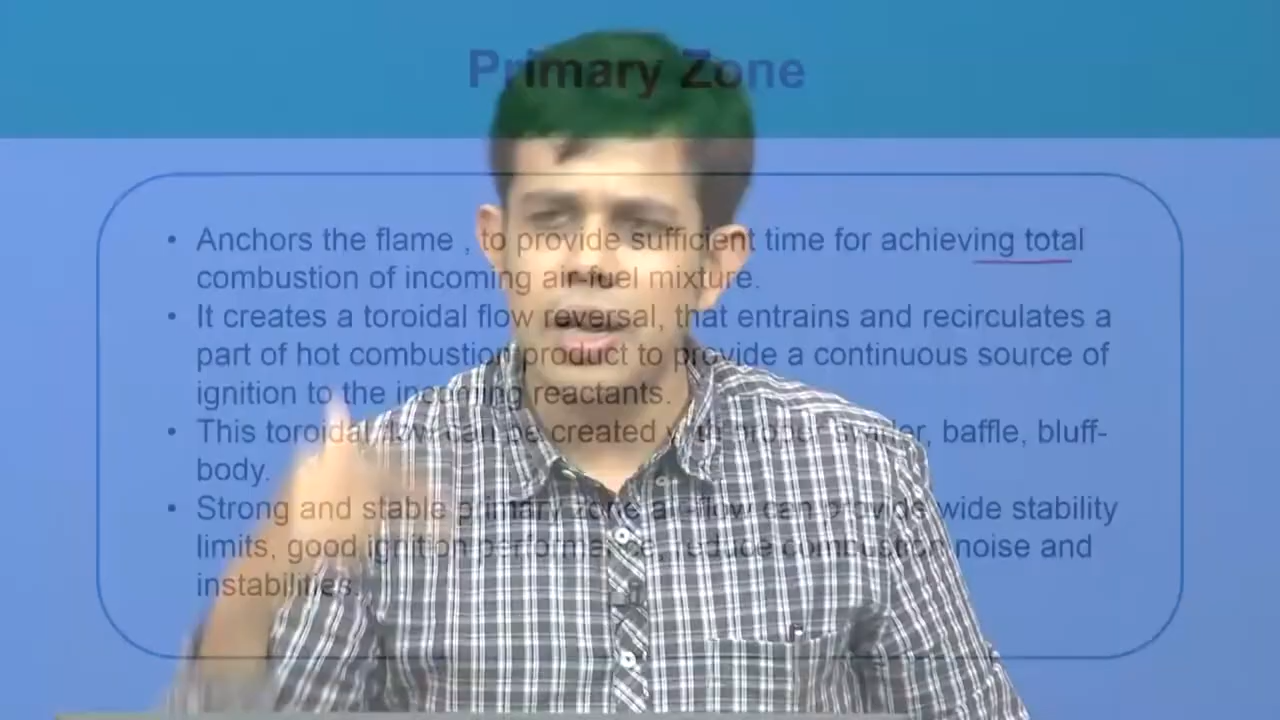 Primary Zone
• Anchors the flame , to provide sufficient time for achieving total
combustion of incoming air-fuel mixture.
• It creates a toroidal flow reversal, that entrains and recirculates a
part of hot combustion product to provide a continuous source of
ignition to the incoming reactants.
• This toroidal flow can be created with proper swirler, baffle, bluff-
body.
• Strong and stable primary zone air-flow can provide wide stability
limits, good ignition performance, reduce combustion noise and
instabilities.